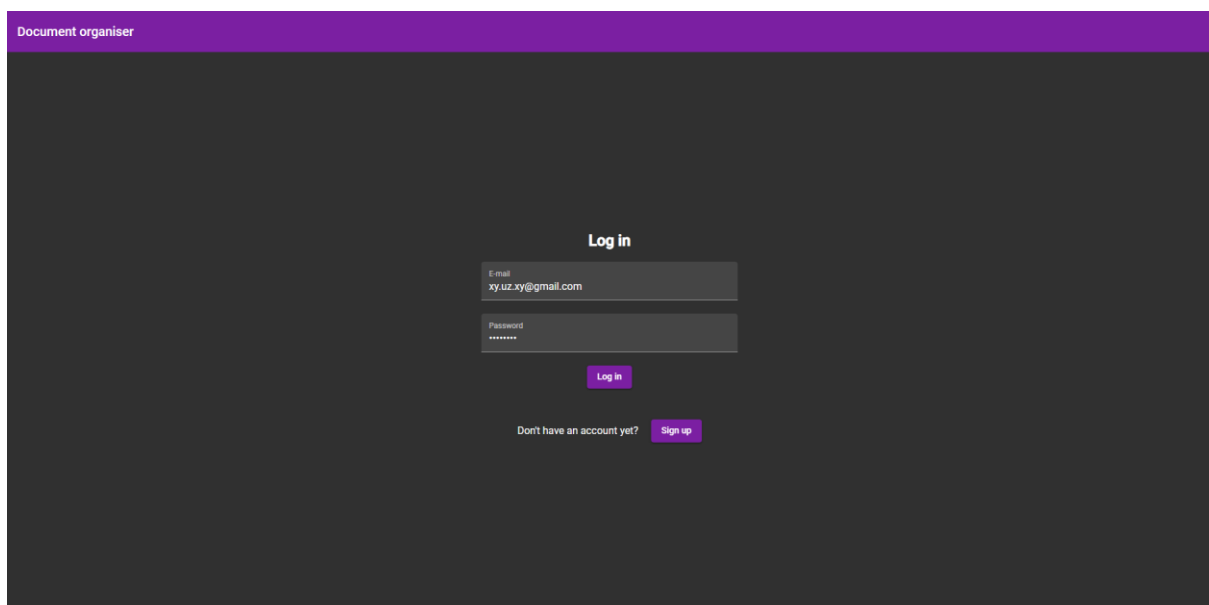 Document organiser
Log in
E-mail
xy.uz.xy@gmail.com
Password
••••••••
Log in
Don't have an account yet? Sign up